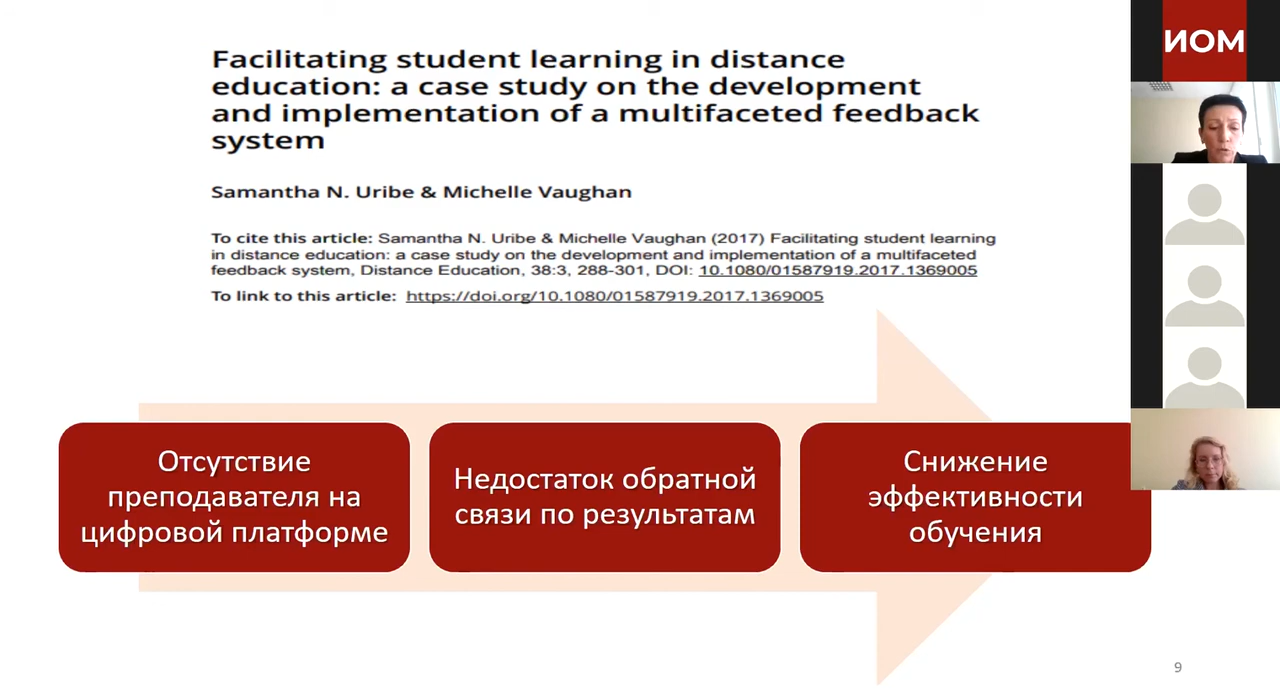 Facilitating student learning in distance
education: a case study on the development
and implementation of a multifaceted feedback
system
Samantha N. Uribe & Michelle Vaughan
To cite this article: Samantha N. Uribe & Michelle Vaughan (2017) Facilitating student learning
in distance education: a case study on the development and implementation of a multifaceted
feedback system, Distance Education, 38:3, 288-301, DOI: 10.1080/01587919.2017.1369005
To link to this article: https://doi.org/10.1080/01587919.2017.1369005
Отсутствие
преподавателя на
цифровой платформе
Недостаток обратной
связи по результатам
Снижение
эффективности
обучения
9
ИОМ